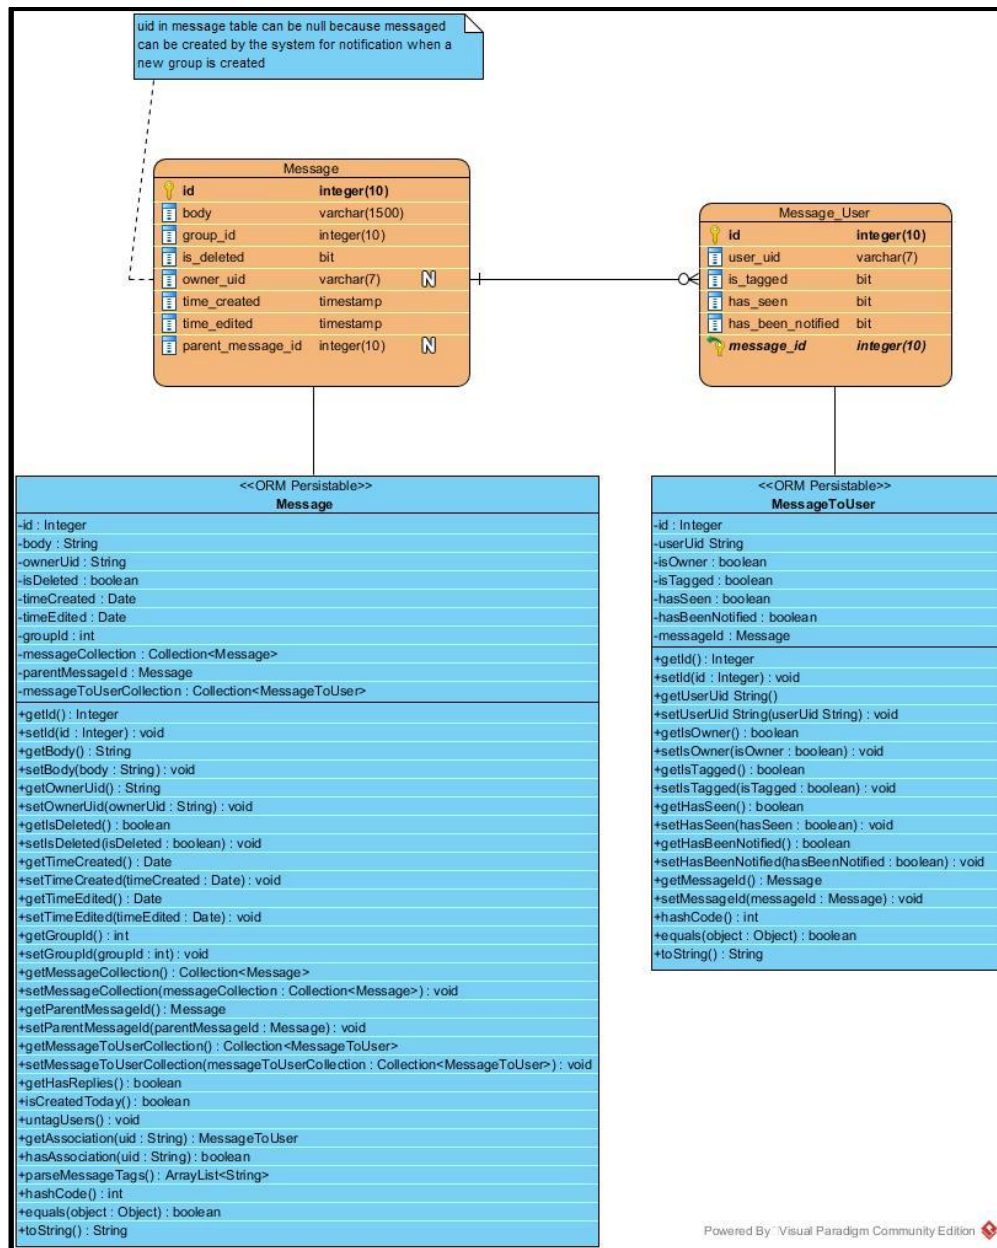 uid in message table can be null because messaged
can be created by the system for notification when a
new group is created
Message
id integer(10)
body varchar(1500)
group_id integer(10)
is_deleted bit
owner_uid varchar(7) N
time_created timestamp
time_edited timestamp
parent_message_id integer(10) N
Message_User
id integer(10)
user_uid varchar(7)
is_tagged bit
has_seen bit
has_been_notified bit
message_id integer(10)
<<ORM Persistable>>
Message
-id : Integer
-body : String
-ownerUid : String
-isDeleted : boolean
-timeCreated : Date
-timeEdited : Date
-groupId : int
-messageCollection : Collection<Message>
-parentMessageId : Message
-messageToUserCollection : Collection<MessageToUser>
+getId() : Integer
+setId(id : Integer) : void
+getBody() : String
+setBody(body : String) : void
+getOwnerUid() : String
+setOwnerUid(ownerUid : String) : void
+getIsDeleted() : boolean
+setIsDeleted(isDeleted : boolean) : void
+getTimeCreated() : Date
+setTimeCreated(timeCreated : Date) : void
+getTimeEdited() : Date
+setTimeEdited(timeEdited : Date) : void
+getGroupId() : int
+setGroupId(groupId : int) : void
+getMessageCollection() : Collection<Message>
+setMessageCollection(messageCollection : Collection<Message>) : void
+getParentMessageId() : Message
+setParentMessageId(parentMessageId : Message) : void
+getMessageToUserCollection() : Collection<MessageToUser>
+setMessageToUserCollection(messageToUserCollection : Collection<MessageToUser>) : void
+getHasReplies() : boolean
+isCreatedToday() : boolean
+untagUsers() : void
+getAssociation(uid : String) : MessageToUser
+hasAssociation(uid : String) : boolean
+parseMessageTags() : ArrayList<String>
+hashCode() : int
+equals(object : Object) : boolean
+toString() : String
<<ORM Persistable>>
MessageToUser
-id : Integer
-userUid String
-isOwner : boolean
-isTagged : boolean
-hasSeen : boolean
-hasBeenNotified : boolean
-messageId : Message
+getId() : Integer
+setId(id : Integer) : void
+getUserUid String()
+setUserUid String(userUid String) : void
+getIsOwner() : boolean
+setIsOwner(isOwner : boolean) : void
+getIsTagged() : boolean
+setIsTagged(isTagged : boolean) : void
+getHasSeen() : boolean
+setHasSeen(hasSeen : boolean) : void
+getHasBeenNotified() : boolean
+setHasBeenNotified(hasBeenNotified : boolean) : void
+getMessageId() : Message
+setMessageId(messageId : Message) : void
+hashCode() : int
+equals(object : Object) : boolean
+toString() : String
Powered By Visual Paradigm Community Edition